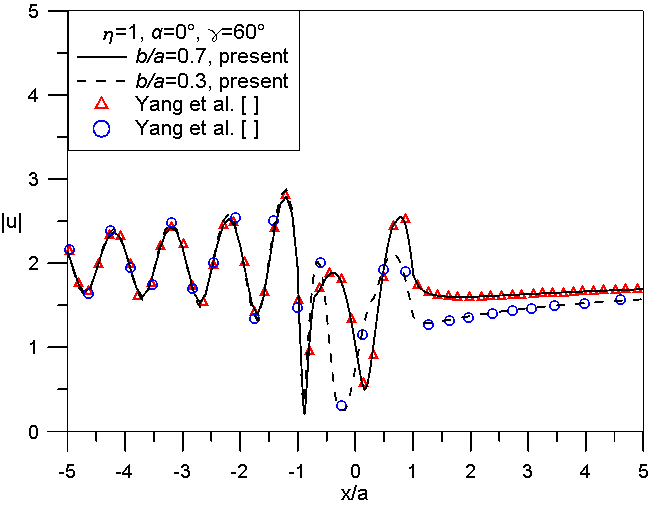 5
η=1, α=0°, γ=60°
b/a=0.7, present
b/a=0.3, present
Yang et al. [ ]
Yang et al. [ ]
4
3
|u|
2
1
0
-5 -4 -3 -2 -1 0 1 2 3 4 5
x/a